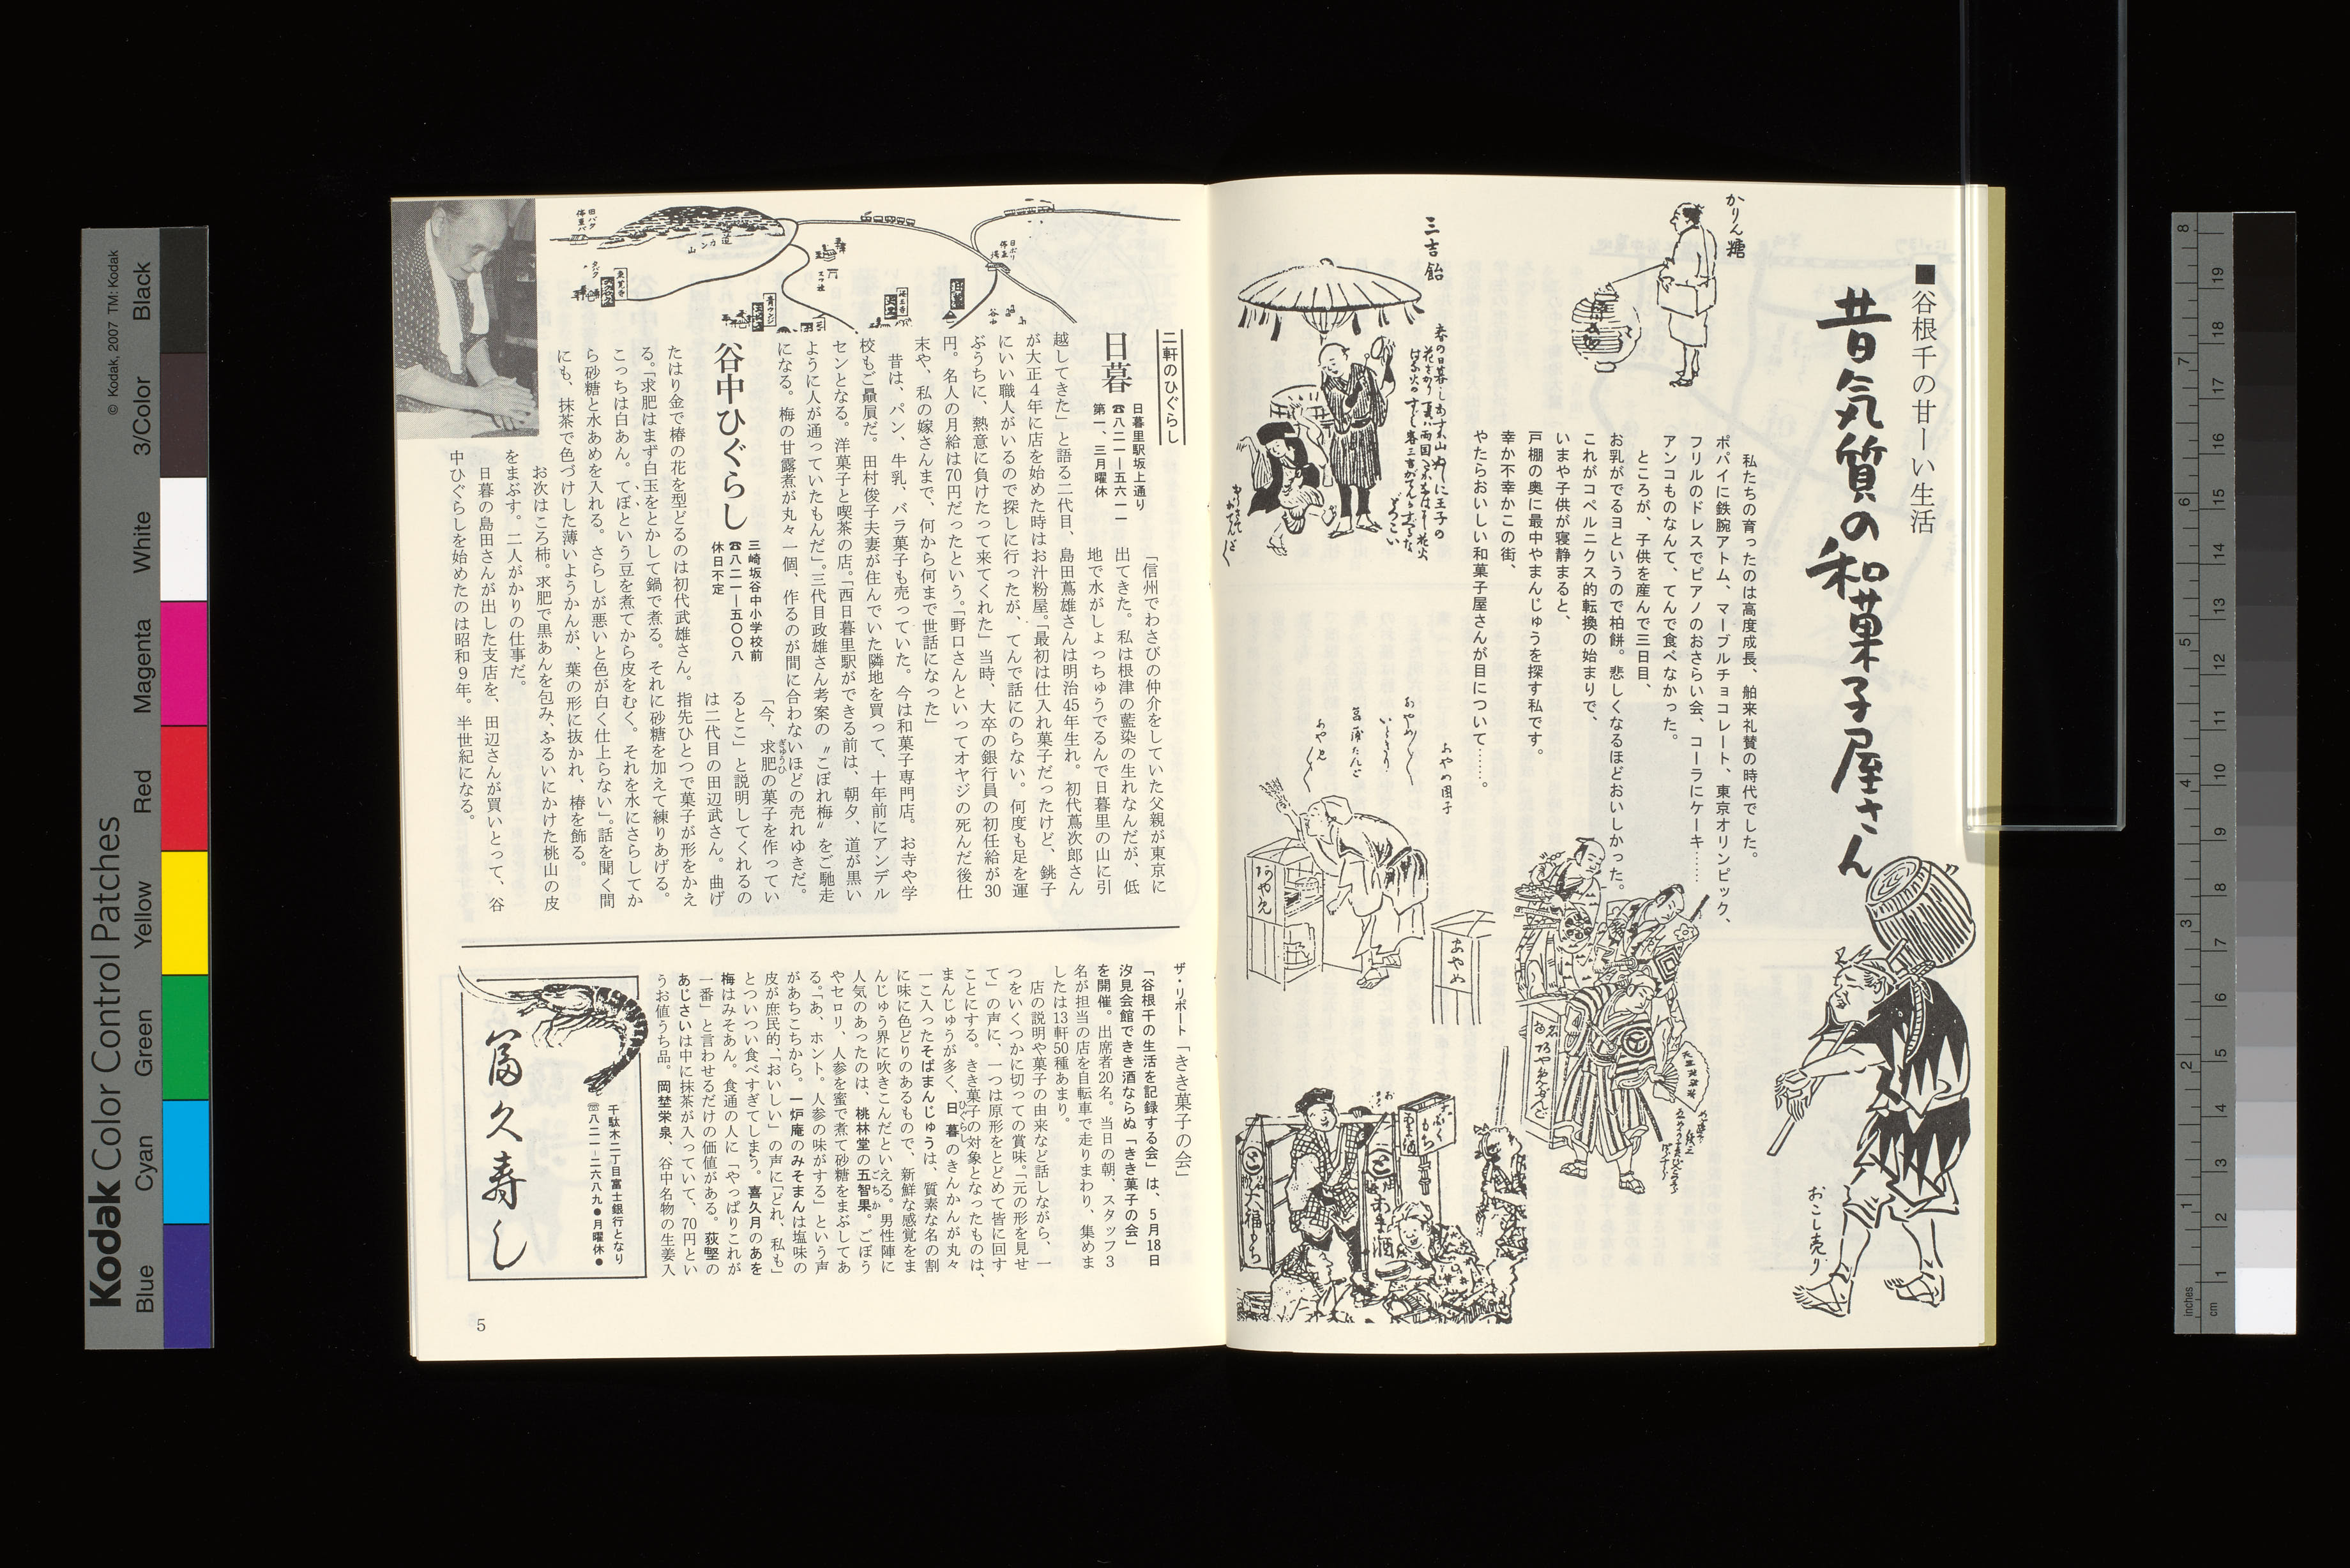 ■谷根千の甘ーい生活
昔気質の和菓子屋さん
私たちの育ったのは高度成長、舶来礼賛の時代でした。
ポパイに鉄腕アトム、マーブルチョコレート、東京オリンピック、
フリルのドレスでピアノのおさらい会、コーラにケーキ……
アンコものなんて、てんで食べなかった。
ところが、子供を産んで三日目、
お乳がでるヨというので柏餅。悲しくなるほどおいしかった。
これがコペルニクス的転換の始まりで、
いまや子供が寝静まると、
戸棚の奥に最中やまんじゅうを探す私です。
幸か不幸かこの街、
やたらおいしい和菓子屋さんが目について……。
かりん糖
三吉飴
あやめ団子
おこし売り
あやめ
大福もち
あま酒
二軒のひぐらし
日暮
日暮里駅坂上通り
☎八二一―五六一一
第一、三月曜休
「信州でわさびの仲介をしていた父親が東京に
出てきた。私は根津の藍染の生れなんだが、低
地で水がしょっちゅうでるんで日暮里の山に引
越してきた」と語る二代目、島田蔦雄さんは明治45年生れ。初代蔦次郎さん
が大正4年に店を始めた時はお汁粉屋。「最初は仕入れ菓子だったけど、銚子
にいい職人がいるので探しに行ったが、てんで話にのらない。何度も足を運
ぶうちに、熱意に負けたって来てくれた」当時、大卒の銀行員の初任給が30
円。名人の月給は70円だったという。「野口さんといってオヤジの死んだ後仕
末や、私の嫁さんまで、何から何まで世話になった」
昔は、パン、牛乳、バラ菓子も売っていた。今は和菓子専門店。お寺や学
校もご贔屓だ。田村俊子夫妻が住んでいた隣地を買って、十年前にアンデル
センとなる。洋菓子と喫茶の店。「西日暮里駅ができる前は、朝夕、道が黒い
ように人が通っていたもんだ」。三代目政雄さん考案の〝こぼれ梅〟をご馳走
になる。梅の甘露煮が丸々一個、作るのが間に合わないほどの売れゆきだ。
谷中ひぐらし
三崎坂谷中小学校前
☎八二一―五〇〇八
休日不定
「今、求肥の菓子を作ってい
ぎゅうひ
るとこ」と説明してくれるの
は二代目の田辺武さん。曲げ
たはり金で椿の花を型どるのは初代武雄さん。指先ひとつで菓子が形をかえ
る。「求肥はまず白玉をとかして鍋で煮る。それに砂糖を加えて練りあげる。
こっちは白あん。てぼという豆を煮てから皮をむく。それを水にさらしてか
ら砂糖と水あめを入れる。さらしが悪いと色が白く仕上らない」。話を聞く間
にも、抹茶で色づけした薄いようかんが、葉の形に抜かれ、椿を飾る。
お次はころ柿。求肥で黒あんを包み、ふるいにかけた桃山の皮
をまぶす。二人がかりの仕事だ。
日暮の島田さんが出した支店を、田辺さんが買いとって、谷
中ひぐらしを始めたのは昭和9年。半世紀になる。
ザ・リポート「きき菓子の会」
「谷根千の生活を記録する会」は、5月18日
汐見会館できき酒ならぬ「きき菓子の会」
を開催。出席者20名。当日の朝、スタッフ3
名が担当の店を自転車で走りまわり、集めま
したは13軒50種あまり。
店の説明や菓子の由来など話しながら、一
つをいくつかに切っての賞味。「元の形を見せ
て」の声に、一つは原形をとどめて皆に回す
ことにする。きき菓子の対象となったものは、
まんじゅうが多く、日暮のきんかんが丸々
ひぐらし
一こ入ったそばまんじゅうは、質素な名の割
に味に色どりのあるもので、新鮮な感覚をま
んじゅう界に吹きこんだといえる。男性陣に
人気のあったのは、桃林堂の五智果。ごぼう
ごちか
やセロリ、人参を蜜で煮て砂糖をまぶしてあ
る。「あ、ホント。人参の味がする」という声
があちこちから。一炉庵のみそまんは塩味の
皮が庶民的、「おいしい」の声に「どれ、私も」
とついつい食べすぎてしまう。喜久月のあを
梅はみそあん。食通の人に「やっぱりこれが
一番」と言わせるだけの価値がある。荻堅の
あじさいは中に抹茶が入っていて、70円とい
うお値うち品。岡埜栄泉、谷中名物の生姜入
千駄木二丁目富士銀行となり
☏八二一―二六八九●月曜休●
富久寿し
5
Kodak Color Control Patches
© Kodak, 2007 TM: Kodak
Blue
Cyan
Green
Yellow
Red
Magenta
White
3/Color
Black
inches
cm
1
2
3
4
5
6
7
8
1
2
3
4
5
6
7
8
9
10
11
12
13
14
15
16
17
18
19